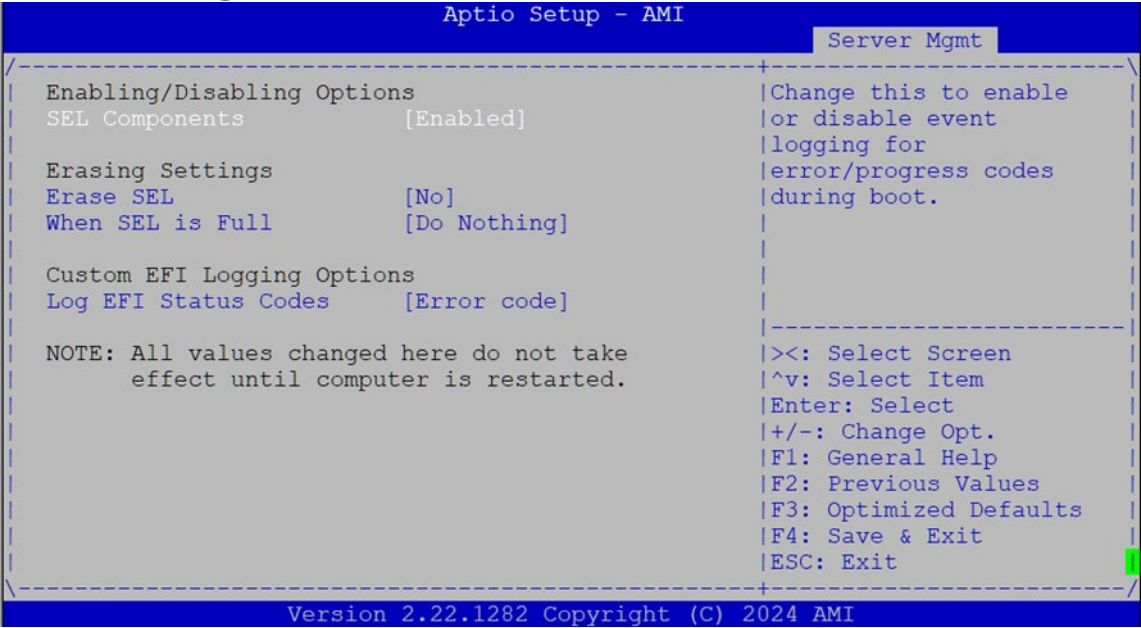 Aptio Setup - AMI
Server Mgmt
Enabling/Disabling Options
SEL Components [Enabled]
Erasing Settings
Erase SEL [No]
When SEL is Full [Do Nothing]
Custom EFI Logging Options
Log EFI Status Codes [Error code]
NOTE: All values changed here do not take
effect until computer is restarted.
Change this to enable
or disable event
logging for
error/progress codes
during boot.
><: Select Screen
^v: Select Item
Enter: Select
+/-: Change Opt.
F1: General Help
F2: Previous Values
F3: Optimized Defaults
F4: Save & Exit
ESC: Exit
Version 2.22.1282 Copyright (C) 2024 AMI